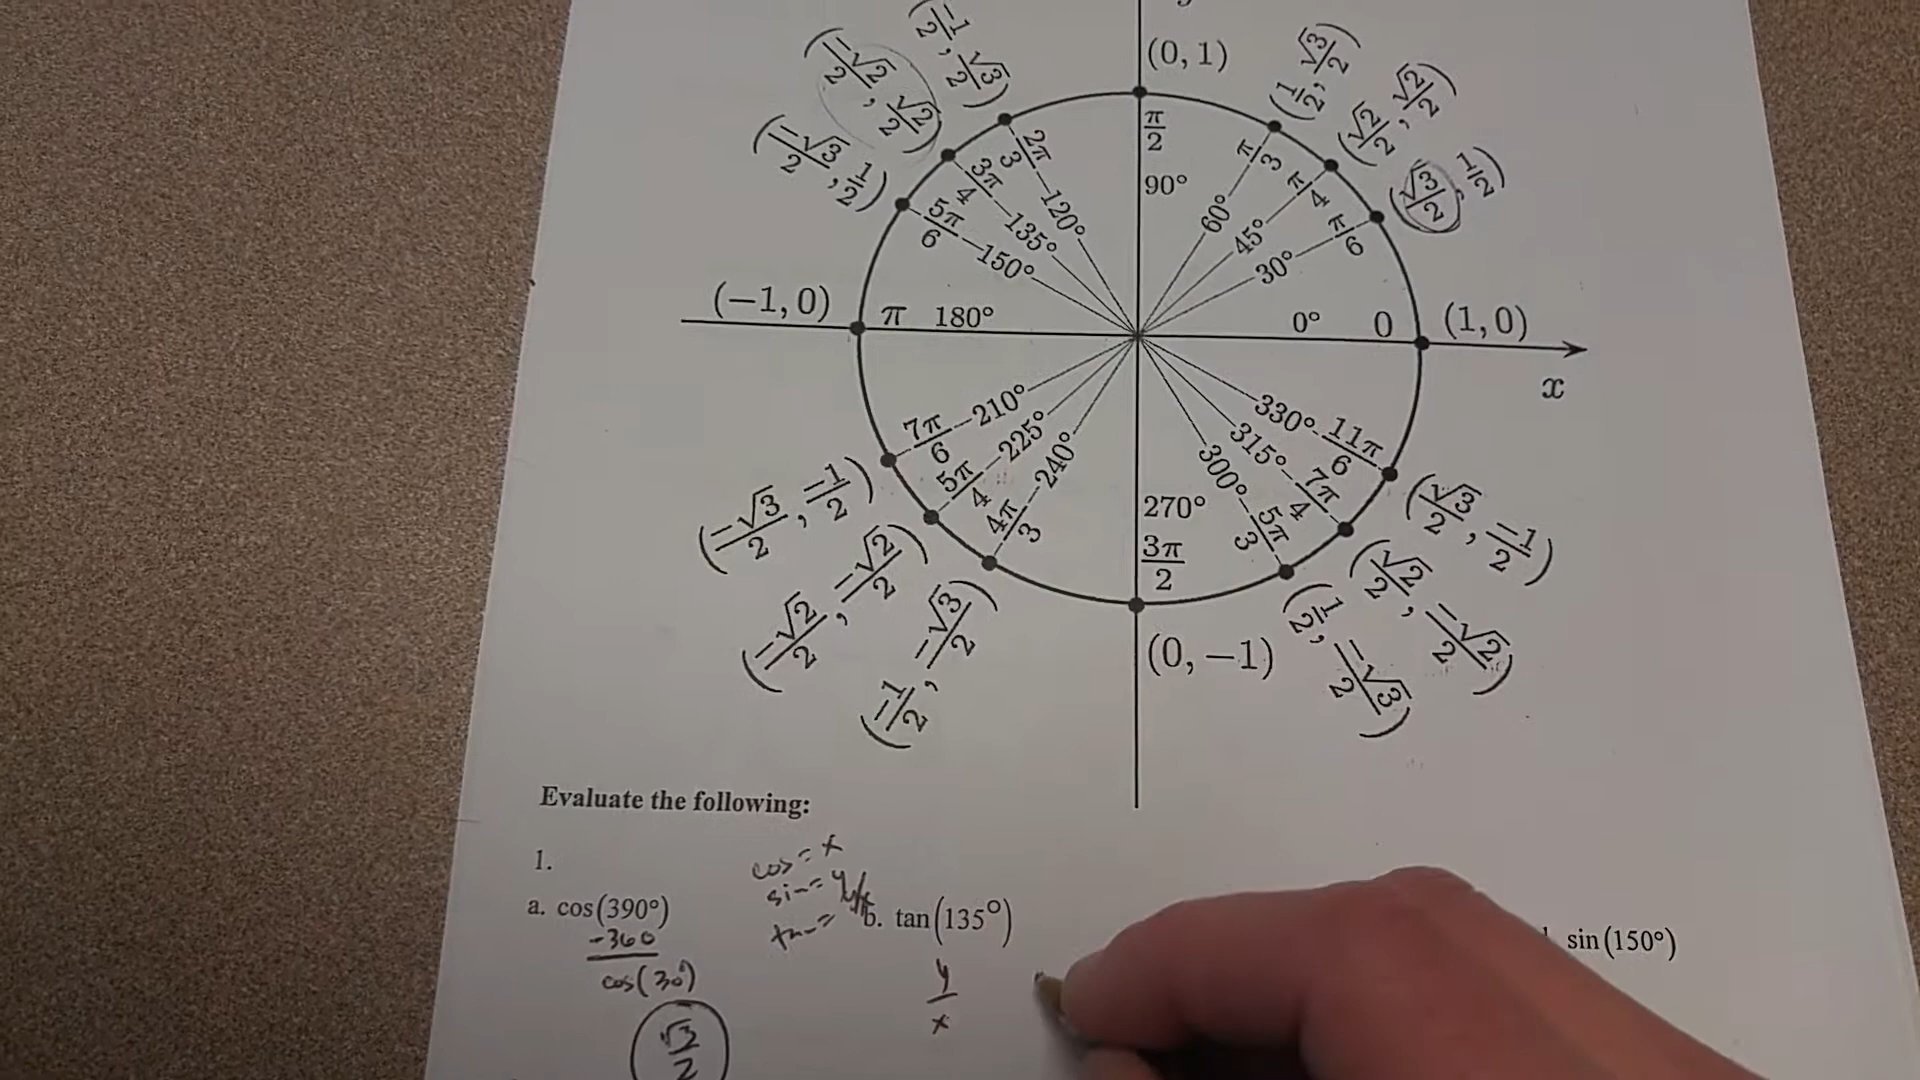 (-1/2, √3/2)
(0, 1)
(1/2, √3/2)
(-√2/2, √2/2)
(√2/2, √2/2)
(-√3/2, 1/2)
(√3/2, 1/2)
2π/3 120°
π/2
90°
π/3 60°
3π/4 135°
π/4 45°
5π/6 150°
π/6 30°
(-1, 0)
π 180°
0° 0
(1, 0)
x
7π/6 210°
330° 11π/6
5π/4 225°
315° 7π/4
4π/3 240°
300° 5π/3
270°
3π/2
(-√3/2, -1/2)
(√3/2, -1/2)
(-√2/2, -√2/2)
(√2/2, -√2/2)
(-1/2, -√3/2)
(0, -1)
(1/2, -√3/2)
Evaluate the following:
1.
cos = x
sin = y
tan = y/x
a. cos(390°)
-360
cos(30°)
√3/2
b. tan(135°)
y/x
sin(150°)